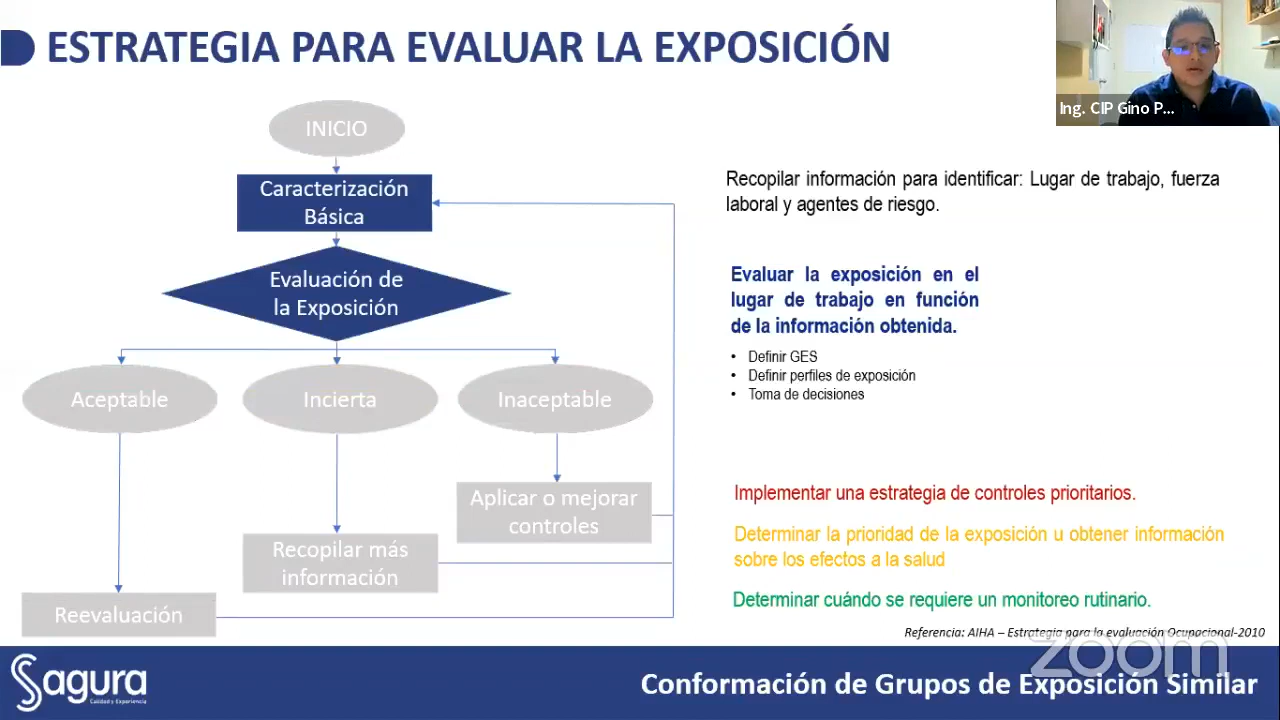 ESTRATEGIA PARA EVALUAR LA EXPOSICIÓN
Ing. CIP Gino P...
INICIO
Caracterización
Básica
Evaluación de
la Exposición
Aceptable
Incierta
Inaceptable
Aplicar o mejorar
controles
Recopilar más
información
Reevaluación
Recopilar información para identificar: Lugar de trabajo, fuerza
laboral y agentes de riesgo.
Evaluar la exposición en el
lugar de trabajo en función
de la información obtenida.
• Definir GES
• Definir perfiles de exposición
• Toma de decisiones
Implementar una estrategia de controles prioritarios.
Determinar la prioridad de la exposición u obtener información
sobre los efectos a la salud
Determinar cuándo se requiere un monitoreo rutinario.
Referencia: AIHA – Estrategia para la evaluación Ocupacional-2010
zoom
Sagura
Calidad y Experiencia
Conformación de Grupos de Exposición Similar